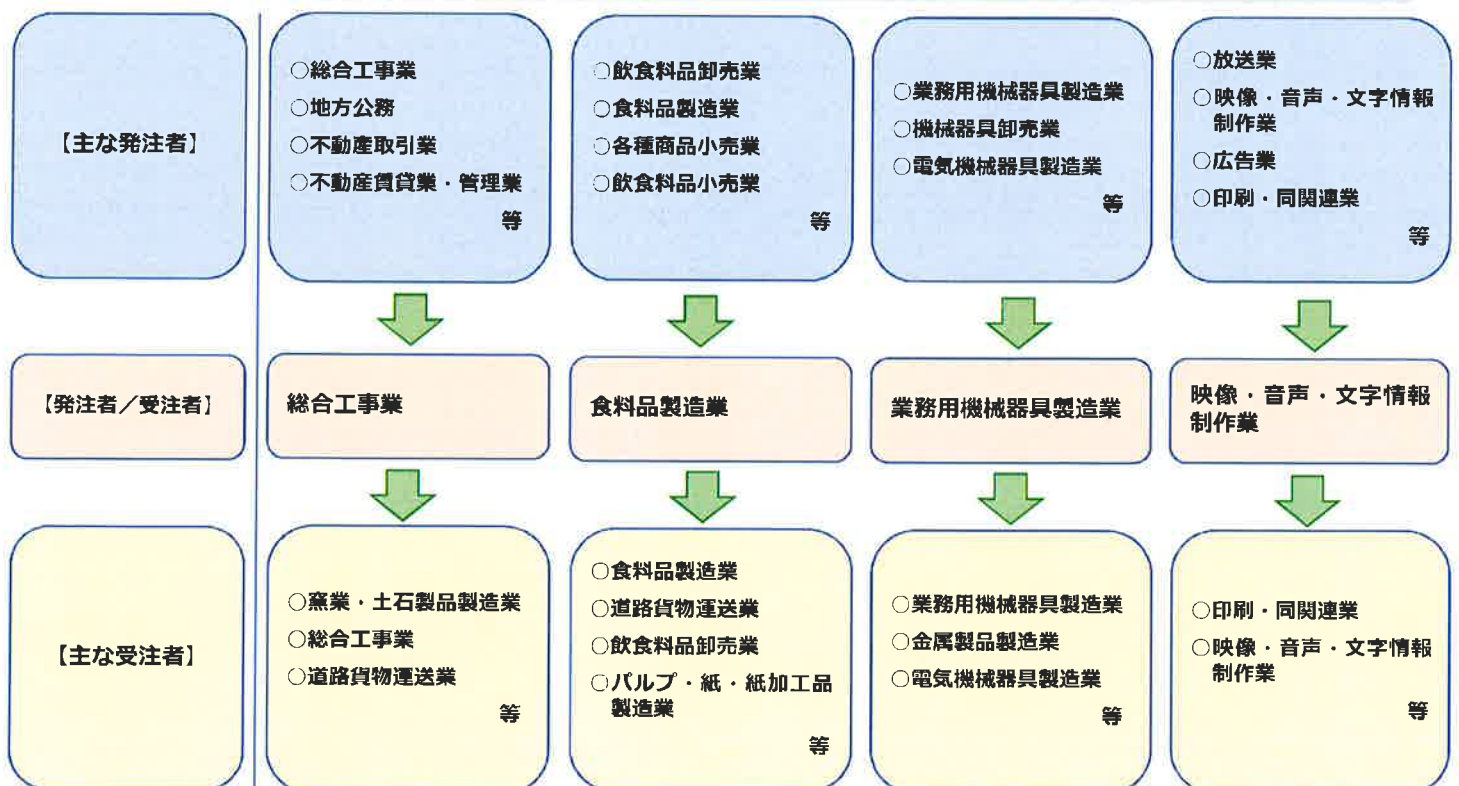 【主な発注者】
○総合工事業
○地方公務
○不動産取引業
○不動産賃貸業・管理業
等
○飲食料品卸売業
○食料品製造業
○各種商品小売業
○飲食料品小売業
等
○業務用機械器具製造業
○機械器具卸売業
○電気機械器具製造業
等
○放送業
○映像・音声・文字情報
制作業
○広告業
○印刷・同関連業
等
【発注者／受注者】
総合工事業
食料品製造業
業務用機械器具製造業
映像・音声・文字情報
制作業
【主な受注者】
○窯業・土石製品製造業
○総合工事業
○道路貨物運送業
等
○食料品製造業
○道路貨物運送業
○飲食料品卸売業
○パルプ・紙・紙加工品
製造業
等
○業務用機械器具製造業
○金属製品製造業
○電気機械器具製造業
等
○印刷・同関連業
○映像・音声・文字情報
制作業
等